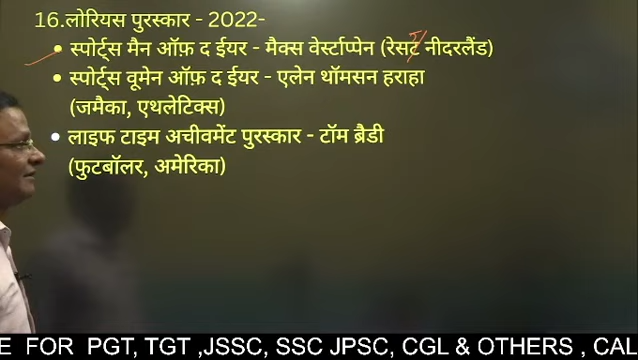 16.लोरियस पुरस्कार - 2022-
• स्पोर्ट्स मैन ऑफ़ द ईयर - मैक्स वेर्स्टाप्पेन (रेसट नीदरलैंड)
• स्पोर्ट्स वूमेन ऑफ़ द ईयर - एलेन थॉमसन हराहा
(जमैका, एथलेटिक्स)
• लाइफ टाइम अचीवमेंट पुरस्कार - टॉम ब्रैडी
(फुटबॉलर, अमेरिका)
E FOR PGT, TGT ,JSSC, SSC JPSC, CGL & OTHERS , CAL